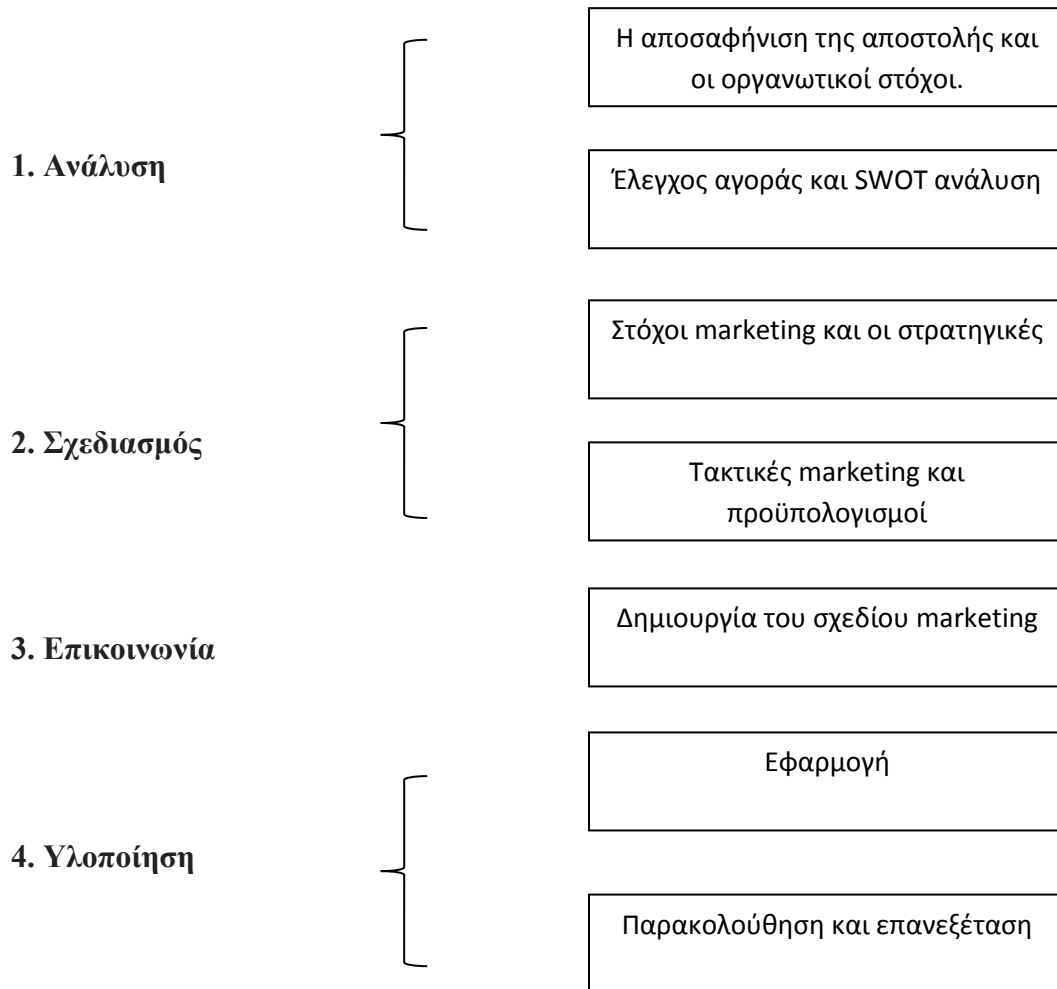 Η αποσαφήνιση της αποστολής και
οι οργανωτικοί στόχοι.
1. Ανάλυση
Έλεγχος αγοράς και SWOT ανάλυση
Στόχοι marketing και οι στρατηγικές
2. Σχεδιασμός
Τακτικές marketing και
προϋπολογισμοί
Δημιουργία του σχεδίου marketing
3. Επικοινωνία
Εφαρμογή
4. Υλοποίηση
Παρακολούθηση και επανεξέταση